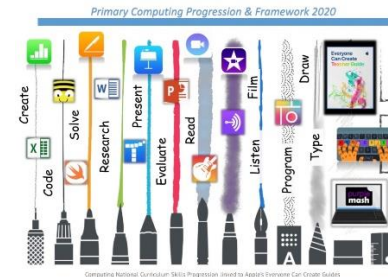 Primary Computing Progression & Framework 2020
Create
Code
Solve
Research
Present
Evaluate
Read
Film
Listen
Draw
Program
Type
Everyone
Can Create
Teacher Guide
mash
Computing National Curriculum Skills Progression linked to Apple's Everyone Can Create Guides